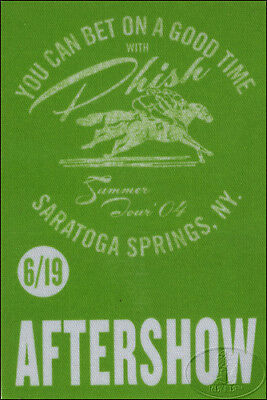 YOU CAN BET ON A GOOD TIME
WITH
Phish
Summer
Tour '04
SARATOGA SPRINGS, NY.
6/19
AFTERSHOW